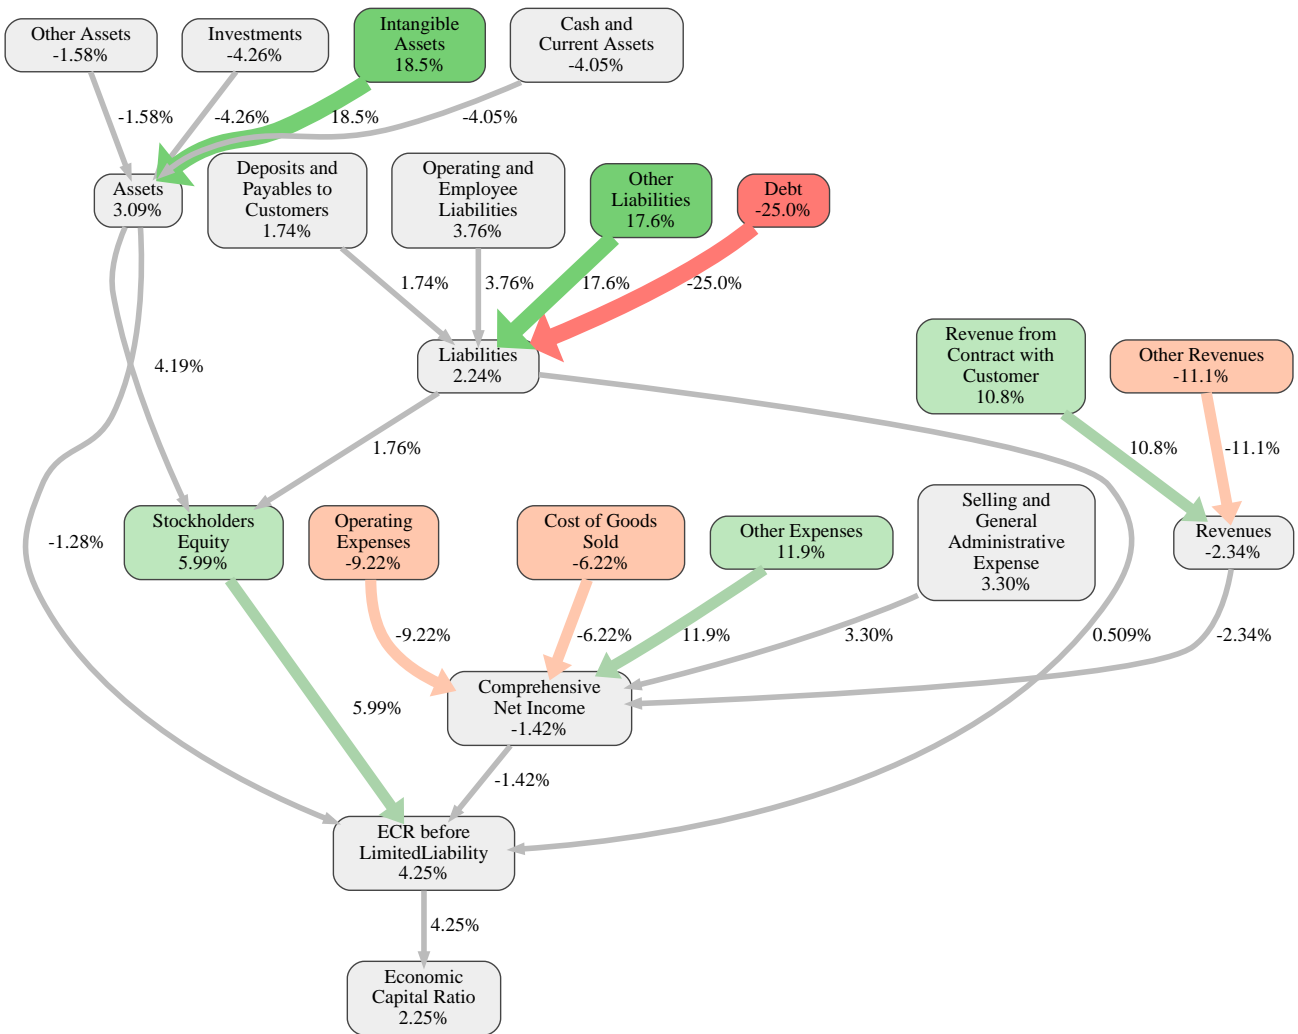 Other Assets
-1.58%
Investments
-4.26%
Intangible
Assets
18.5%
Cash and
Current Assets
-4.05%
-1.58%
-4.26%
18.5%
-4.05%
Assets
3.09%
Deposits and
Payables to
Customers
1.74%
Operating and
Employee
Liabilities
3.76%
Other
Liabilities
17.6%
Debt
-25.0%
1.74%
3.76%
17.6%
-25.0%
Liabilities
2.24%
Revenue from
Contract with
Customer
10.8%
Other Revenues
-11.1%
4.19%
1.76%
10.8%
-11.1%
Stockholders
Equity
5.99%
Operating
Expenses
-9.22%
Cost of Goods
Sold
-6.22%
Other Expenses
11.9%
Selling and
General
Administrative
Expense
3.30%
Revenues
-2.34%
-1.28%
-9.22%
-6.22%
11.9%
3.30%
0.509%
-2.34%
5.99%
Comprehensive
Net Income
-1.42%
-1.42%
ECR before
LimitedLiability
4.25%
4.25%
Economic
Capital Ratio
2.25%